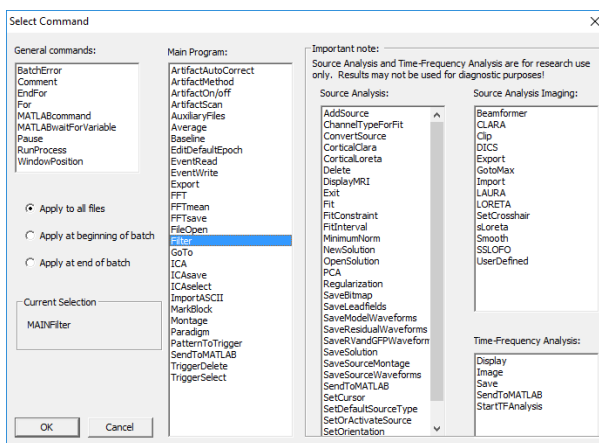 Select Command
General commands:
BatchError
Comment
EndFor
For
MATLABcommand
MATLABwaitForVariable
Pause
RunProcess
WindowPosition
Apply to all files
Apply at beginning of batch
Apply at end of batch
Current Selection
MAINFilter
OK
Cancel
Main Program:
ArtifactAutoCorrect
ArtifactMethod
ArtifactOn/off
ArtifactScan
AuxiliaryFiles
Average
Baseline
EditDefaultEpoch
EventRead
EventWrite
Export
FFT
FFTmean
FFTsave
FileOpen
Filter
GoTo
ICA
ICAsave
ICAselect
ImportASCII
MarkBlock
Montage
Paradigm
PatternToTrigger
SendToMATLAB
TriggerDelete
TriggerSelect
Important note:
Source Analysis and Time-Frequency Analysis are for research use
only. Results may not be used for diagnostic purposes!
Source Analysis:
AddSource
ChannelTypeForFit
ConvertSource
CorticalClara
CorticalLoreta
Delete
DisplayMRI
Exit
Fit
FitConstraint
FitInterval
MinimumNorm
NewSolution
OpenSolution
PCA
Regularization
SaveBitmap
SaveLeadfields
SaveModelWaveforms
SaveResidualWaveforms
SaveRVandGFPWaveform
SaveSolution
SaveSourceMontage
SaveSourceWaveforms
SendToMATLAB
SetCursor
SetDefaultSourceType
SetOrActivateSource
SetOrientation
Source Analysis Imaging:
Beamformer
CLARA
Clip
DICS
Export
GotoMax
Import
LAURA
LORETA
SetCrosshair
sLoreta
Smooth
SSLOFO
UserDefined
Time-Frequency Analysis:
Display
Image
Save
SendToMATLAB
StartTFAnalysis